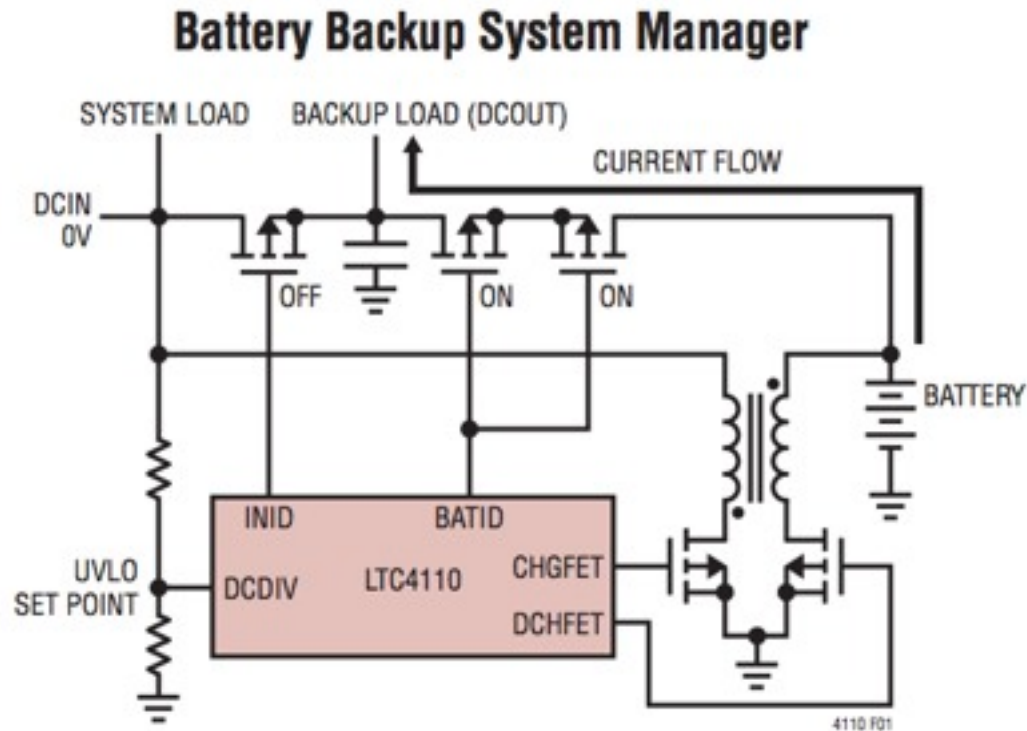 Battery Backup System Manager
SYSTEM LOAD
BACKUP LOAD (DCOUT)
CURRENT FLOW
DCIN
0V
OFF
ON
ON
BATTERY
INID
BATID
UVLO
SET POINT
DCDIV
LTC4110
CHGFET
DCHFET
4110 F01